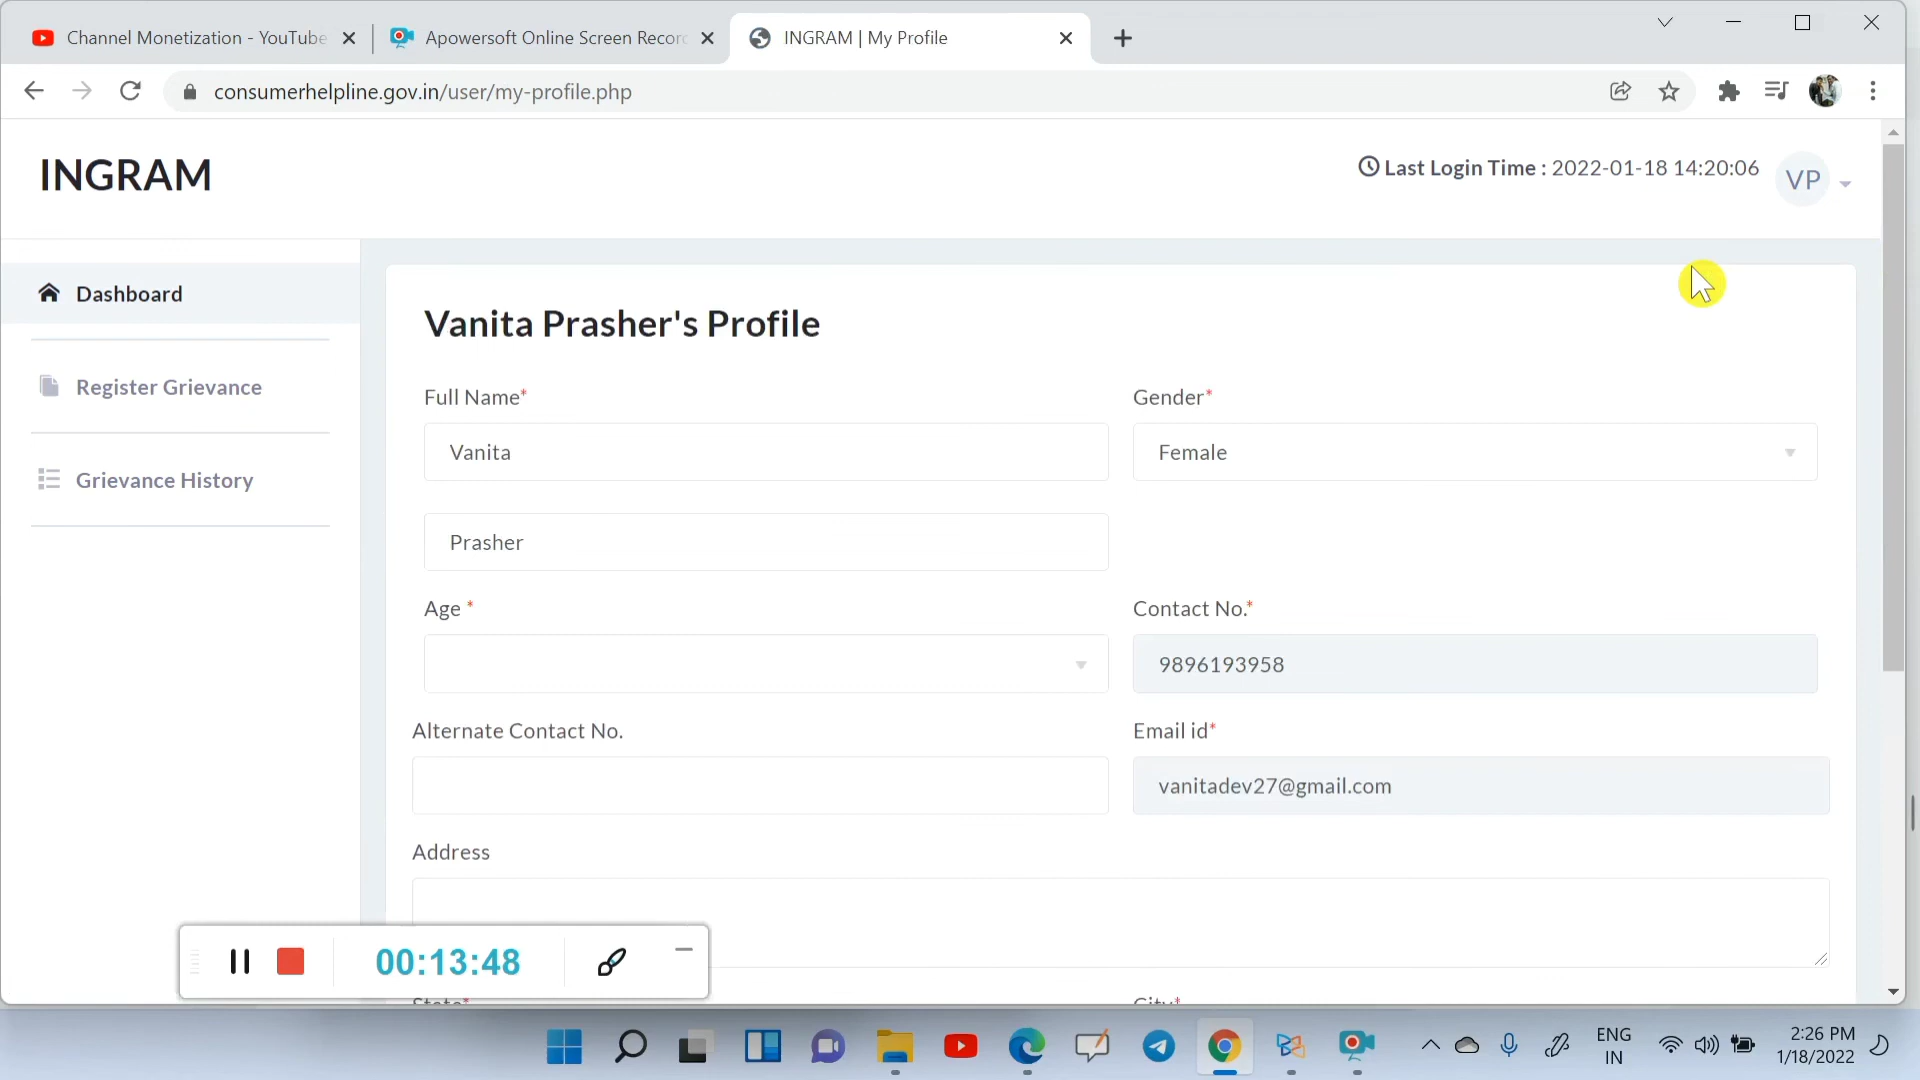 Channel Monetization - YouTube
Apowersoft Online Screen Recor
INGRAM | My Profile
consumerhelpline.gov.in/user/my-profile.php
INGRAM
Last Login Time : 2022-01-18 14:20:06
VP
Dashboard
Register Grievance
Grievance History
Vanita Prasher's Profile
Full Name*
Gender*
Vanita
Female
Prasher
Age *
Contact No.*
9896193958
Alternate Contact No.
Email id*
vanitadev27@gmail.com
Address
State*
City*
00:13:48
ENG
IN
2:26 PM
1/18/2022